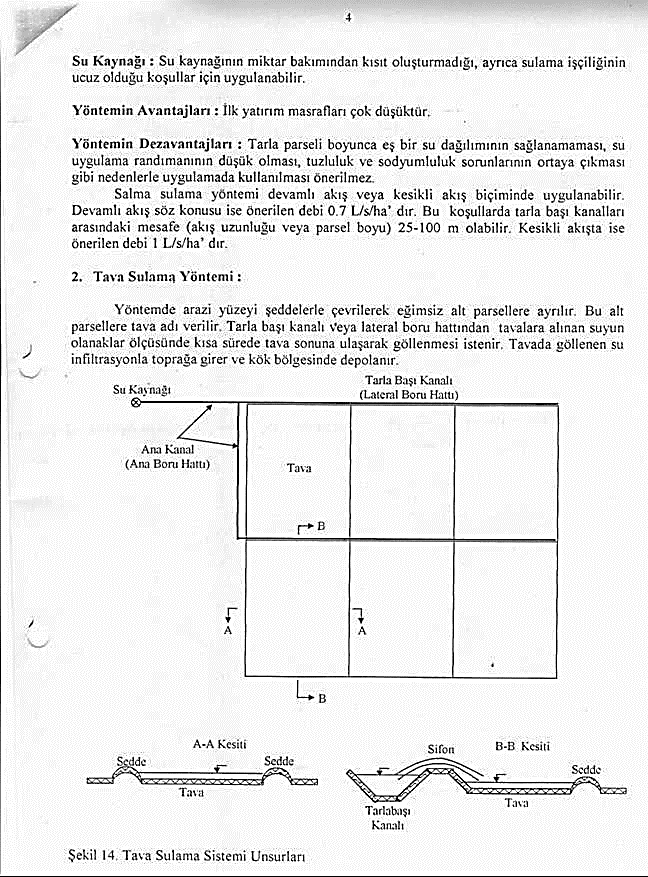 4
Su Kaynağı : Su kaynağının miktar bakımından kısıt oluşturmadığı, ayrıca sulama işçiliğinin
ucuz olduğu koşullar için uygulanabilir.
Yöntemin Avantajları : İlk yatırım masrafları çok düşüktür.
Yöntemin Dezavantajları : Tarla parseli boyunca eş bir su dağılımının sağlanamaması, su
uygulama randımanının düşük olması, tuzluluk ve sodyumluluk sorunlarının ortaya çıkması
gibi nedenlerle uygulamada kullanılması önerilmez.
Salma sulama yöntemi devamlı akış veya kesikli akış biçiminde uygulanabilir.
Devamlı akış söz konusu ise önerilen debi 0.7 L/s/ha' dır. Bu koşullarda tarla başı kanalları
arasındaki mesafe (akış uzunluğu veya parsel boyu) 25-100 m olabilir. Kesikli akışta ise
önerilen debi 1 L/s/ha' dır.
2. Tava Sulama Yöntemi :
Yöntemde arazi yüzeyi şeddelerle çevrilerek eğimsiz alt parsellere ayrılır. Bu alt
parsellere tava adı verilir. Tarla başı kanalı veya lateral boru hattından tavalara alınan suyun
olanaklar ölçüsünde kısa sürede tava sonuna ulaşarak göllenmesi istenir. Tavada göllenen su
infiltrasyonla toprağa girer ve kök bölgesinde depolanır.
Su Kaynağı
Tarla Başı Kanalı
(Lateral Boru Hattı)
Ana Kanal
(Ana Boru Hattı)
Tava
B
A
A
B
A-A Kesiti
Sedde
Sedde
Tava
Sifon
B-B Kesiti
Sedde
Tarlabaşı
Kanalı
Tava
Şekil 14. Tava Sulama Sistemi Unsurları